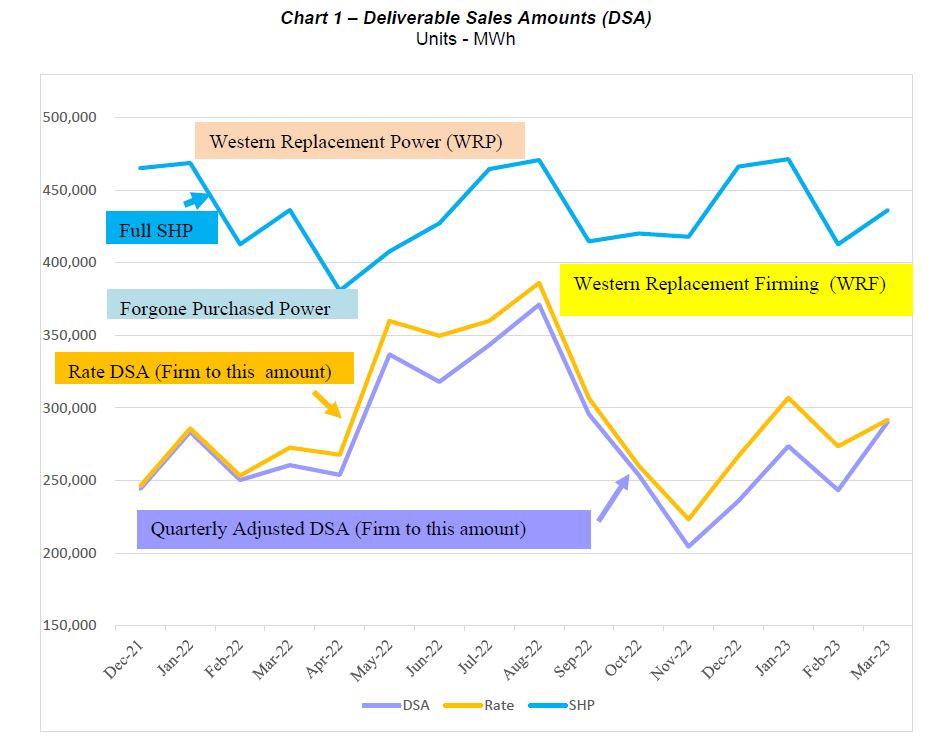 Chart 1 – Deliverable Sales Amounts (DSA)
Units - MWh
500,000
Western Replacement Power (WRP)
450,000
Full SHP
400,000
Western Replacement Firming (WRF)
Forgone Purchased Power
350,000
Rate DSA (Firm to this amount)
300,000
250,000
Quarterly Adjusted DSA (Firm to this amount)
200,000
150,000
Dec-21
Jan-22
Feb-22
Mar-22
Apr-22
May-22
Jun-22
Jul-22
Aug-22
Sep-22
Oct-22
Nov-22
Dec-22
Jan-23
Feb-23
Mar-23
DSA Rate SHP